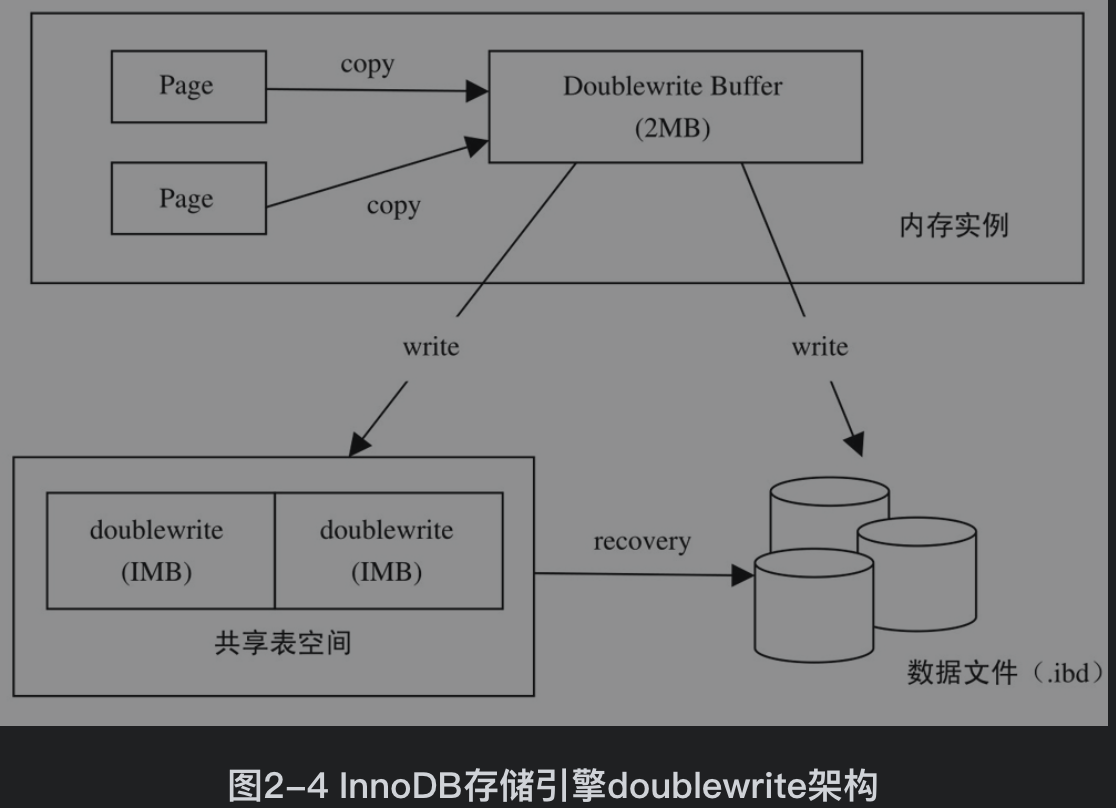 Page
copy
Doublewrite Buffer
(2MB)
Page
copy
内存实例
write
write
doublewrite
(IMB)
doublewrite
(IMB)
共享表空间
recovery
数据文件（.ibd）
图2-4 InnoDB存储引擎doublewrite架构